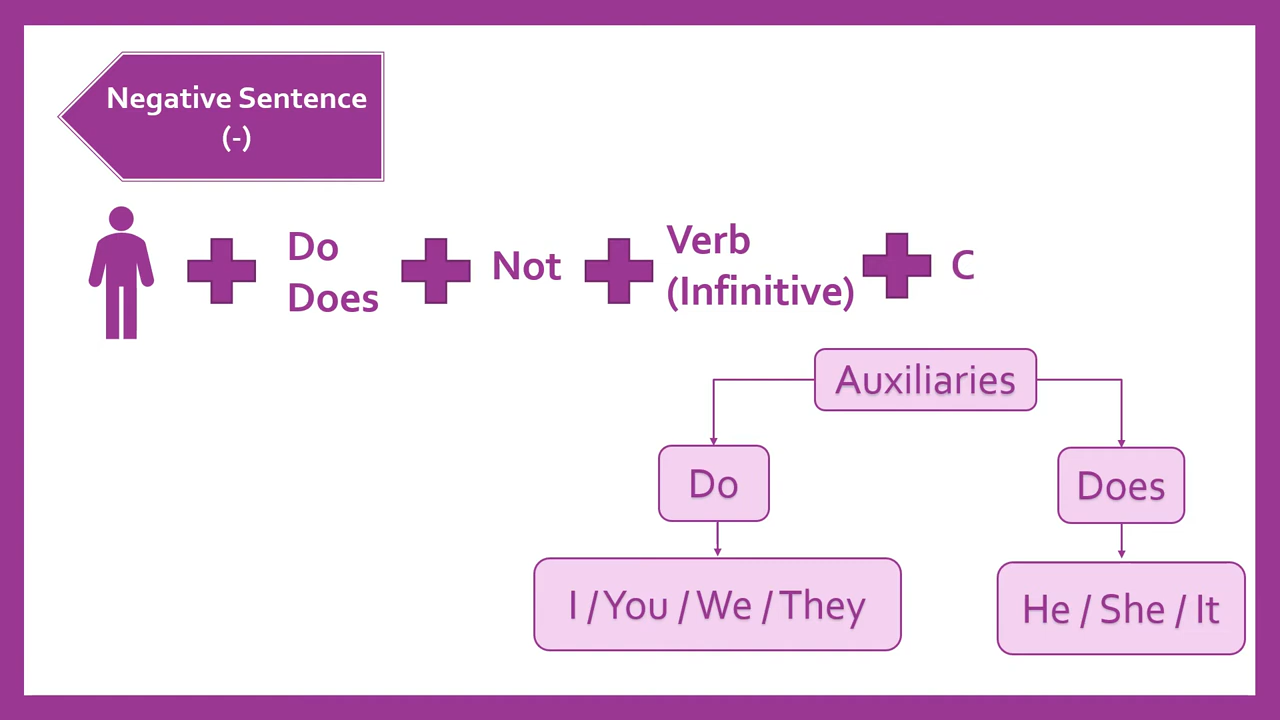 Negative Sentence
(-)
Do
Does
Not
Verb
(Infinitive)
C
Auxiliaries
Do
Does
I / You / We / They
He / She / It